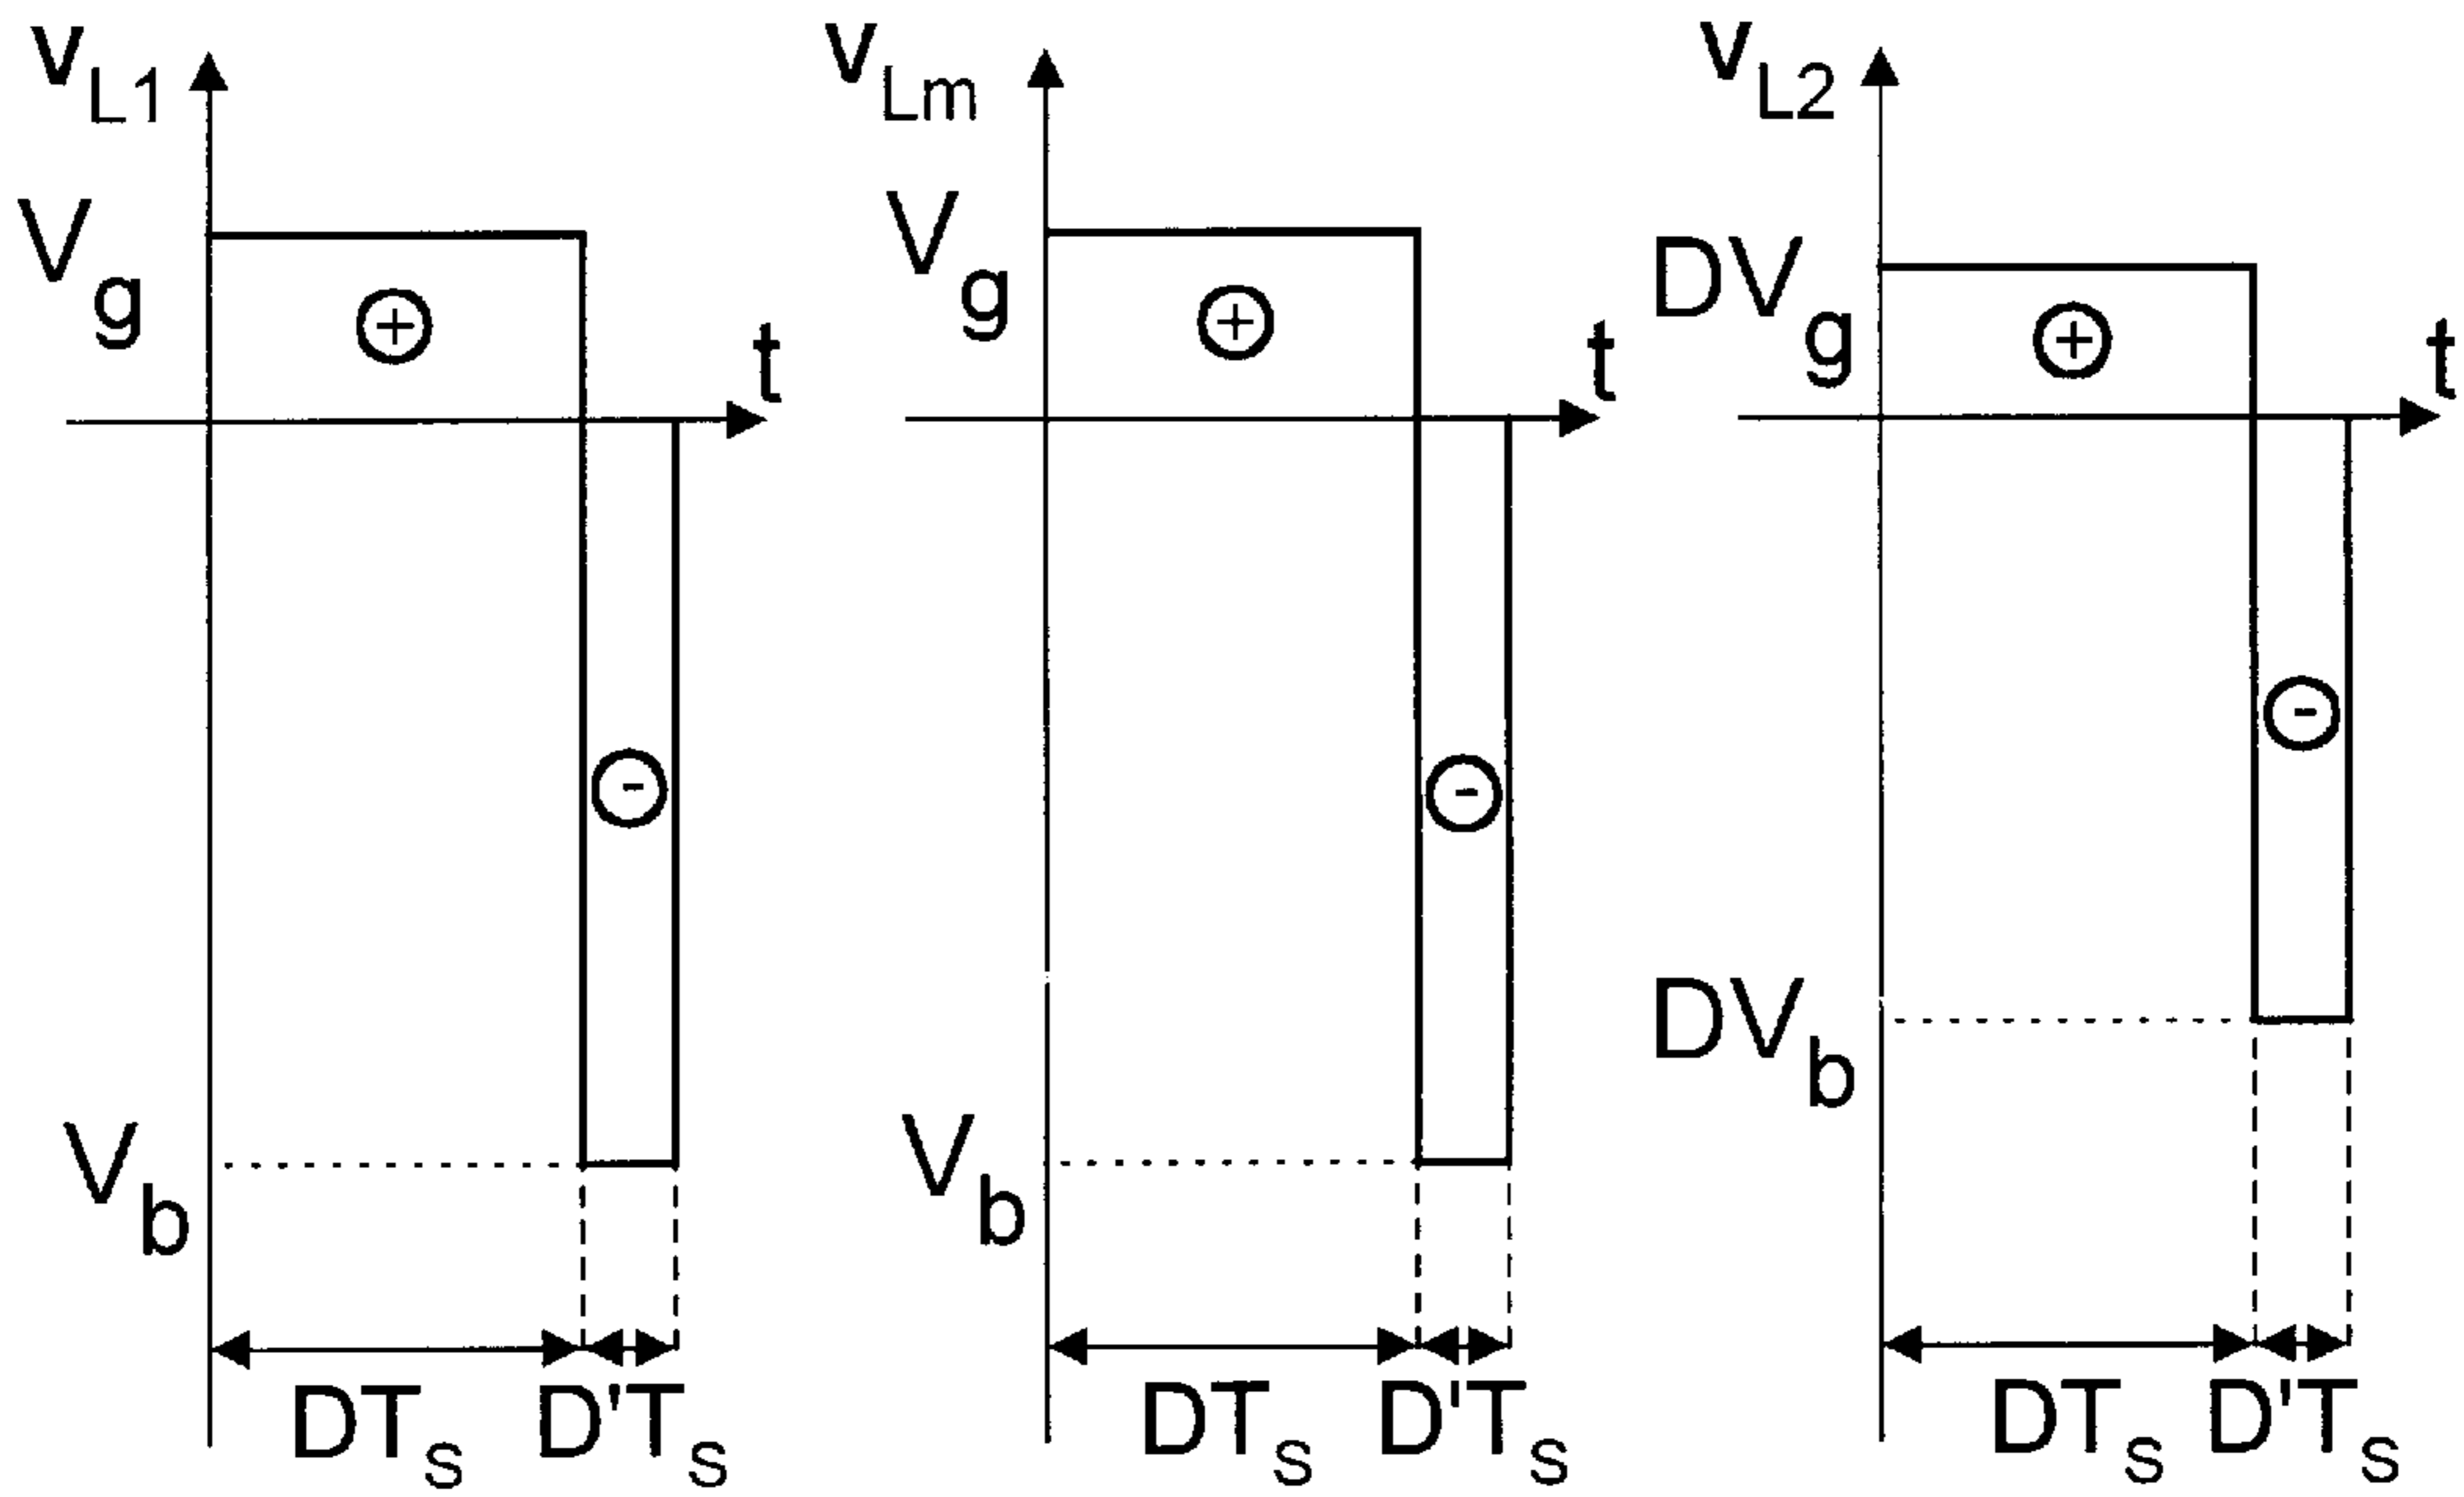 vL1
Vg
+
t
-
Vb
DTS
D'TS
vLm
Vg
+
t
-
Vb
DTS
D'TS
vL2
DVg
+
t
-
DVb
DTS
D'TS